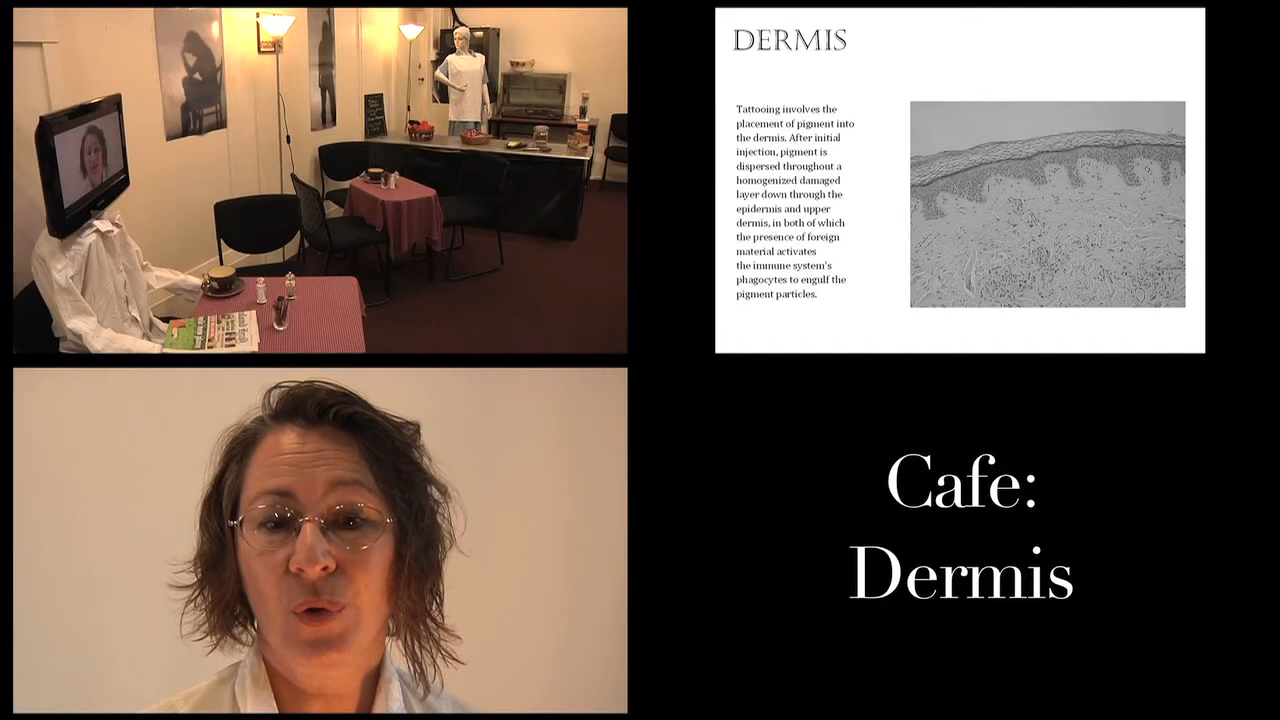 DERMIS
Tattooing involves the
placement of pigment into
the dermis. After initial
injection, pigment is
dispersed throughout a
homogenized damaged
layer down through the
epidermis and upper
dermis, in both of which
the presence of foreign
material activates
the immune system's
phagocytes to engulf the
pigment particles.
Cafe:
Dermis